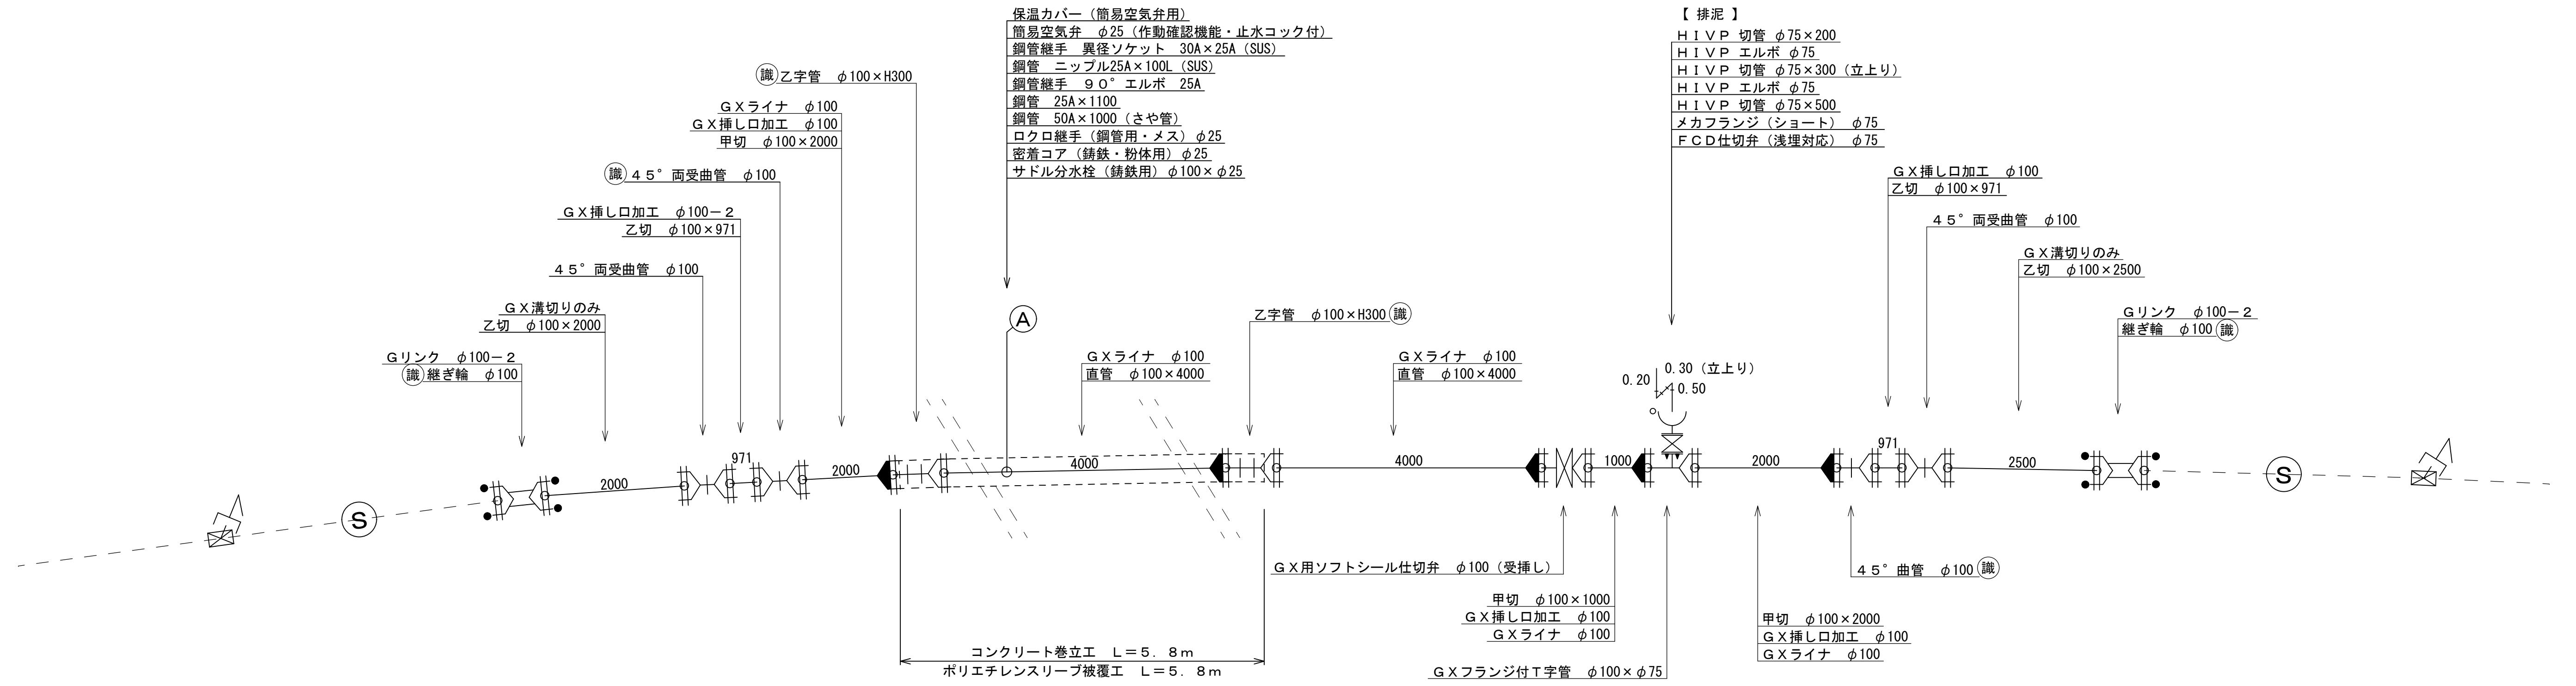 保温カバー（簡易空気弁用）
簡易空気弁　φ25（作動確認機能・止水コック付）
鋼管継手　異径ソケット　30A×25A（SUS）
鋼管　ニップル25A×100L（SUS）
鋼管継手　９０°エルボ　25A
鋼管　25A×1100
鋼管　50A×1000（さや管）
ロクロ継手（鋼管用・メス）φ25
密着コア（鋳鉄・粉体用）φ25
サドル分水栓（鋳鉄用）φ100×φ25
【 排泥 】
ＨＩＶＰ 切管 φ75×200
ＨＩＶＰ エルボ φ75
ＨＩＶＰ 切管 φ75×300（立上り）
ＨＩＶＰ エルボ φ75
ＨＩＶＰ 切管 φ75×500
メカフランジ（ショート）　φ75
ＦＣＤ仕切弁（浅埋対応）　φ75
識 乙字管　φ100×H300
ＧＸライナ　φ100
ＧＸ挿し口加工　φ100
甲切　φ100×2000
識 ４５°両受曲管　φ100
ＧＸ挿し口加工　φ100－２
乙切　φ100×971
４５°両受曲管　φ100
ＧＸ溝切りのみ
乙切　φ100×2000
Ｇリンク　φ100－２
識 継ぎ輪　φ100
A
ＧＸライナ　φ100
直管　φ100×4000
乙字管　φ100×H300 識
ＧＸライナ　φ100
直管　φ100×4000
0.20
0.30（立上り）
0.50
ＧＸ挿し口加工　φ100
乙切　φ100×971
４５°両受曲管　φ100
ＧＸ溝切りのみ
乙切　φ100×2500
Ｇリンク　φ100－２
継ぎ輪　φ100 識
S
2000
971
2000
4000
4000
1000
2000
971
2500
S
ＧＸ用ソフトシール仕切弁　φ100（受挿し）
甲切　φ100×1000
ＧＸ挿し口加工　φ100
ＧＸライナ　φ100
ＧＸフランジ付Ｔ字管　φ100×φ75
４５°曲管　φ100 識
甲切　φ100×2000
ＧＸ挿し口加工　φ100
ＧＸライナ　φ100
コンクリート巻立工　Ｌ＝５．８ｍ
ポリエチレンスリーブ被覆工　Ｌ＝５．８ｍ